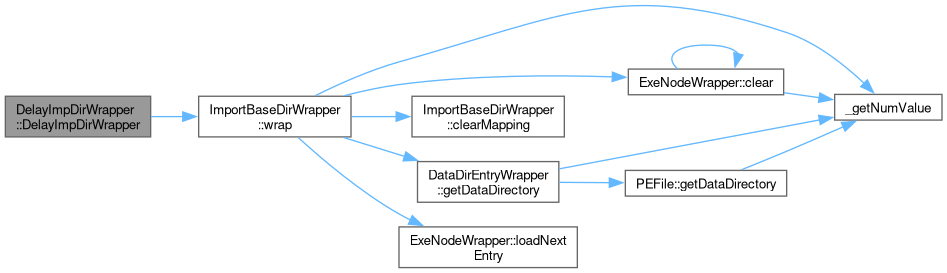 DelayImpDirWrapper
::DelayImpDirWrapper
ImportBaseDirWrapper
::wrap
ExeNodeWrapper::clear
_getNumValue
ImportBaseDirWrapper
::clearMapping
DataDirEntryWrapper
::getDataDirectory
PEFile::getDataDirectory
ExeNodeWrapper::loadNext
Entry